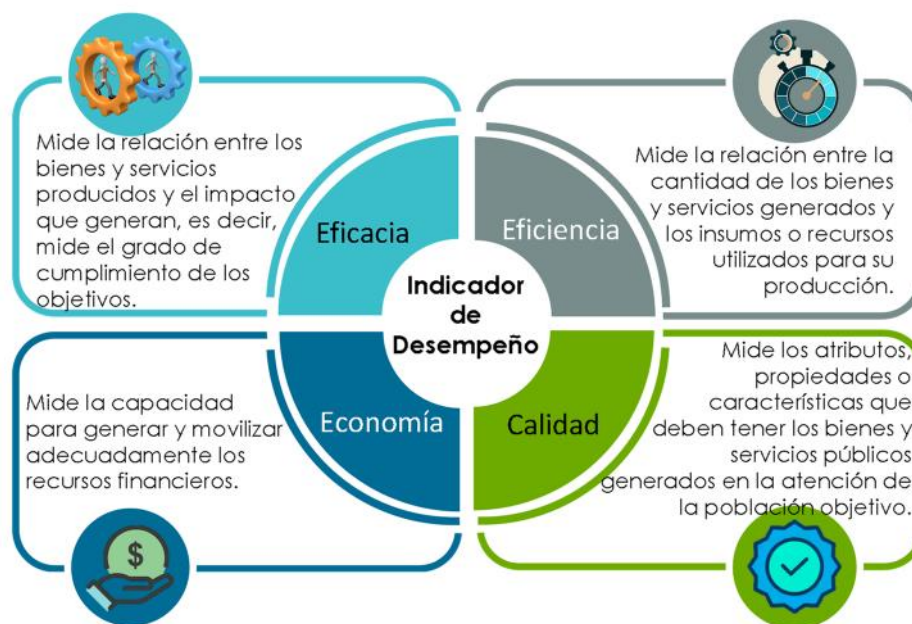 Mide la relación entre los
bienes y servicios
producidos y el impacto
que generan, es decir,
mide el grado de
cumplimiento de los
objetivos.
Eficacia
Eficiencia
Mide la relación entre la
cantidad de los bienes
y servicios generados y
los insumos o recursos
utilizados para su
producción.
Indicador
de
Desempeño
Mide la capacidad
para generar y movilizar
adecuadamente los
recursos financieros.
Economía
Calidad
Mide los atributos,
propiedades o
características que
deben tener los bienes y
servicios públicos
generados en la atención de
la población objetivo.
$